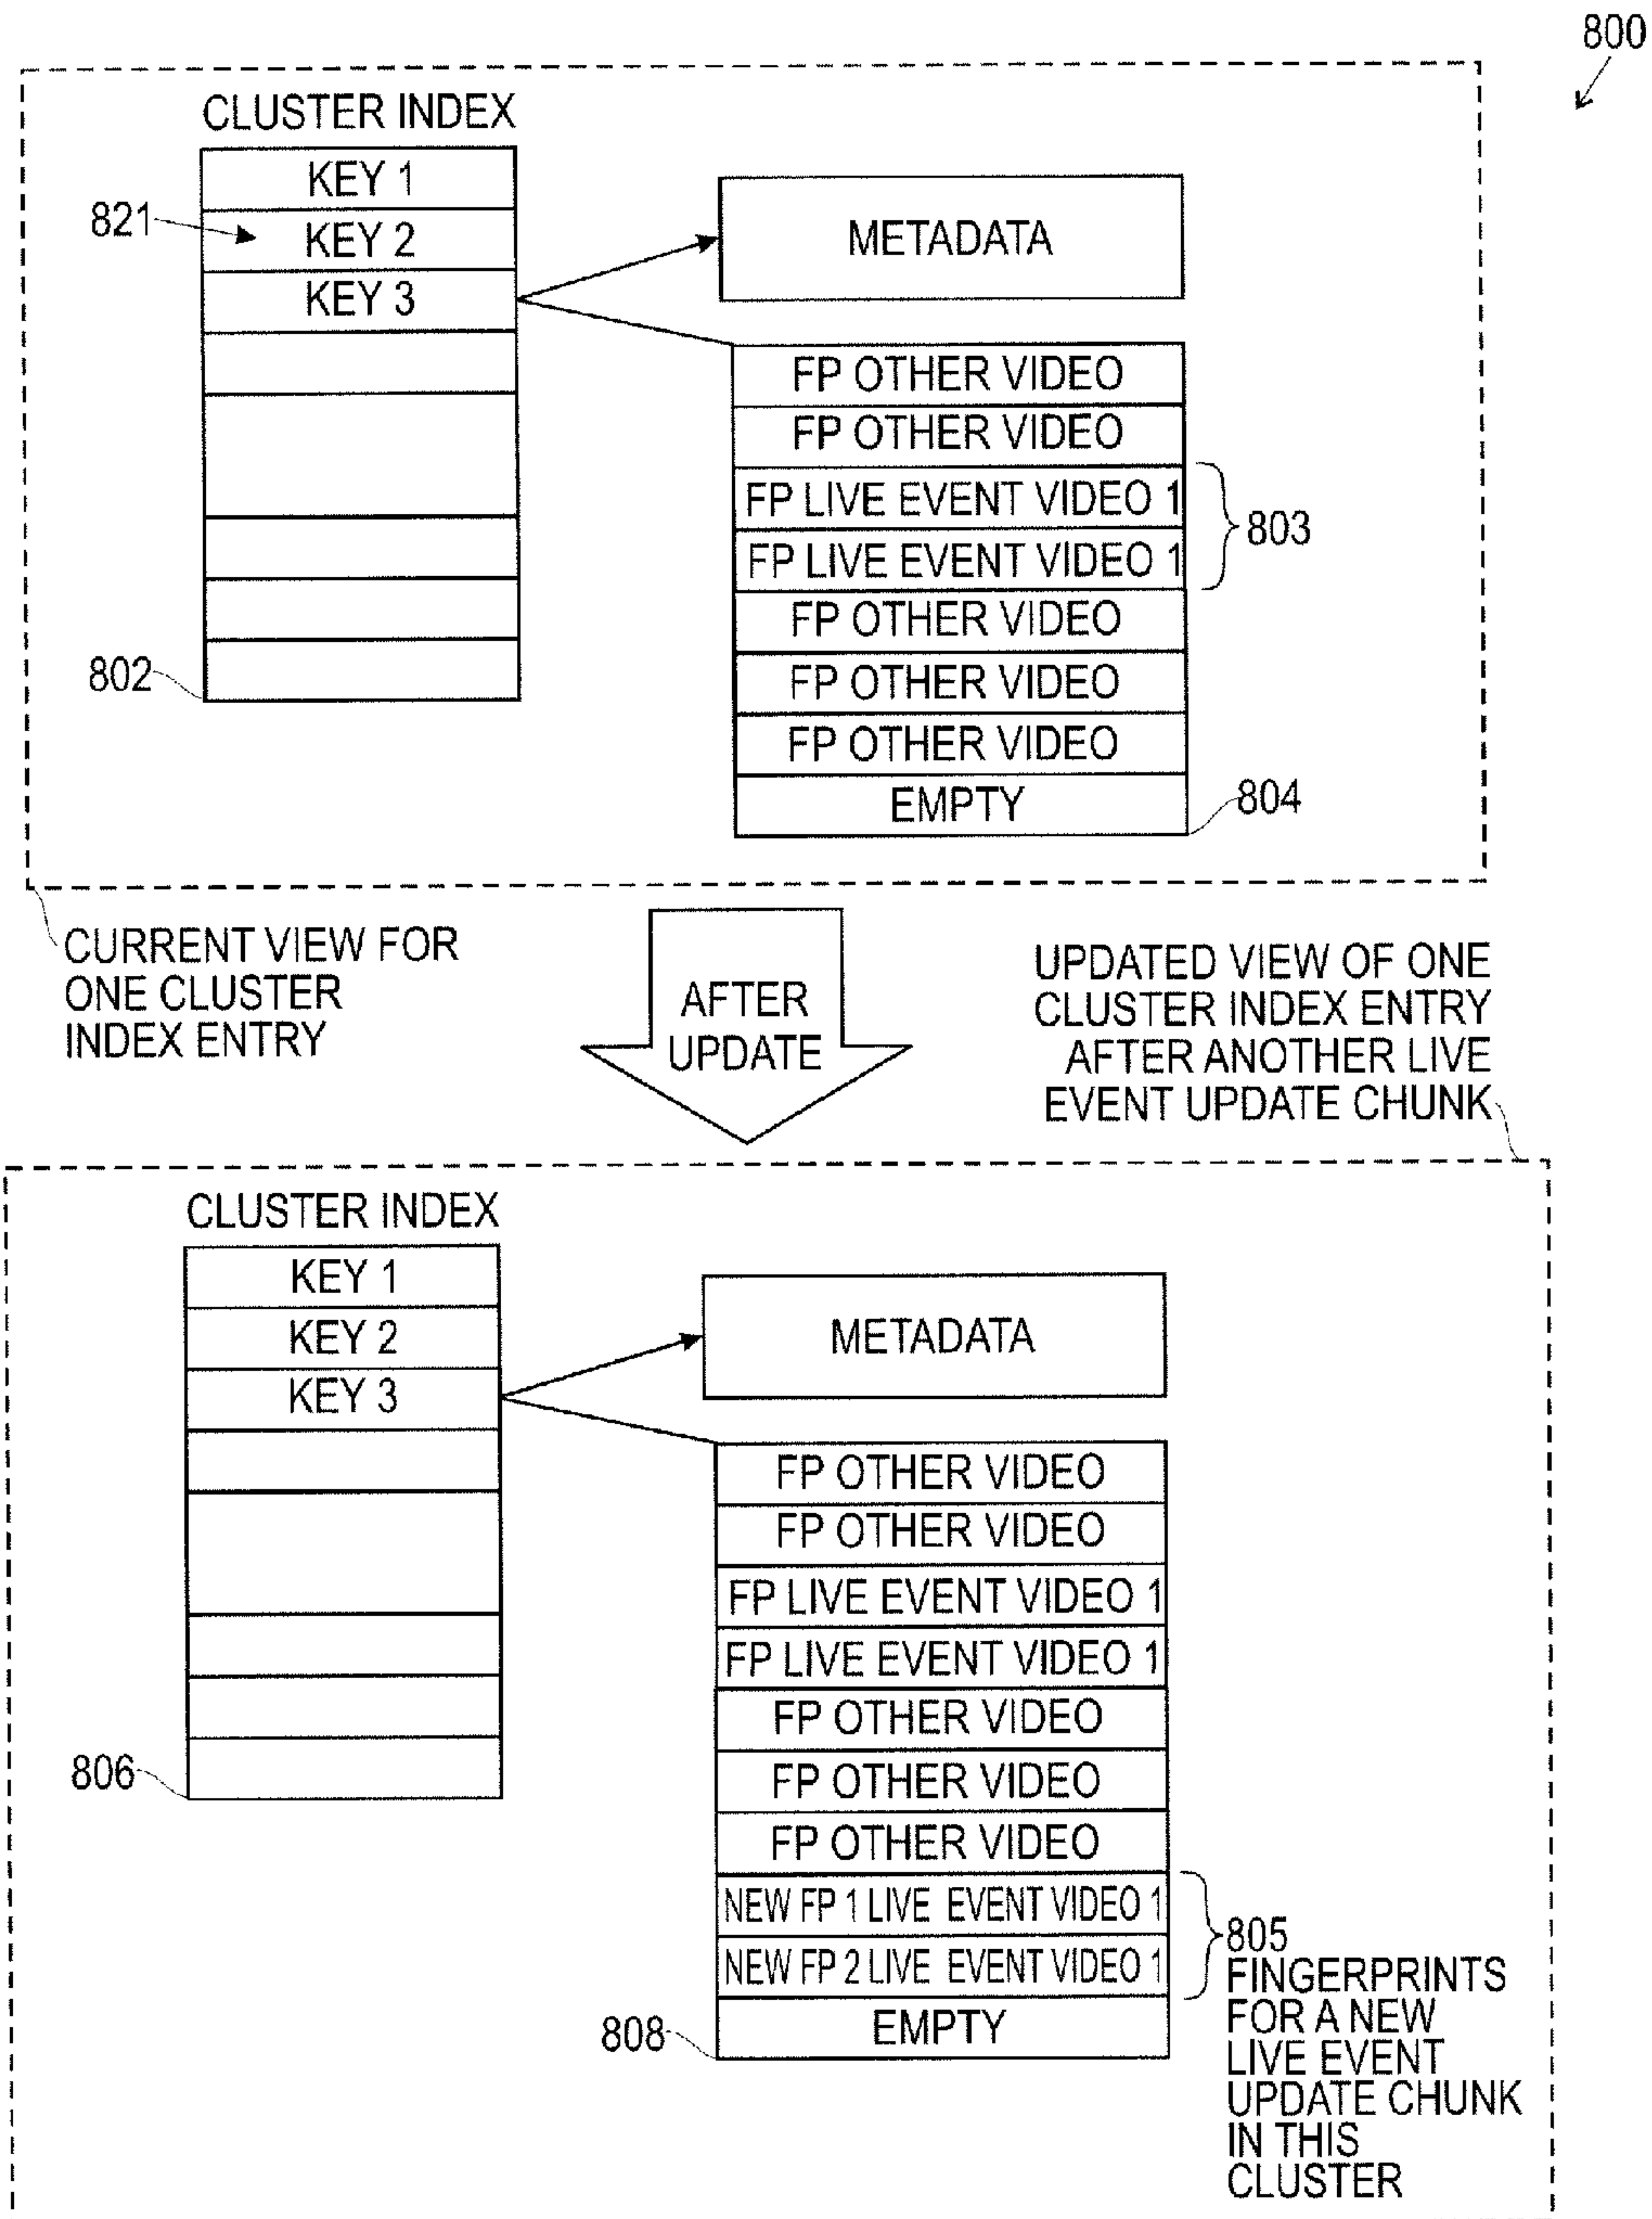 800
CLUSTER INDEX
KEY 1
821
KEY 2
KEY 3
METADATA
FP OTHER VIDEO
FP OTHER VIDEO
FP LIVE EVENT VIDEO 1
FP LIVE EVENT VIDEO 1
803
FP OTHER VIDEO
FP OTHER VIDEO
FP OTHER VIDEO
EMPTY
802
804
CURRENT VIEW FOR
ONE CLUSTER
INDEX ENTRY
AFTER
UPDATE
UPDATED VIEW OF ONE
CLUSTER INDEX ENTRY
AFTER ANOTHER LIVE
EVENT UPDATE CHUNK
CLUSTER INDEX
KEY 1
KEY 2
KEY 3
METADATA
FP OTHER VIDEO
FP OTHER VIDEO
FP LIVE EVENT VIDEO 1
FP LIVE EVENT VIDEO 1
FP OTHER VIDEO
FP OTHER VIDEO
FP OTHER VIDEO
806
NEW FP 1 LIVE EVENT VIDEO 1
NEW FP 2 LIVE EVENT VIDEO 1
EMPTY
808
805
FINGERPRINTS
FOR A NEW
LIVE EVENT
UPDATE CHUNK
IN THIS
CLUSTER